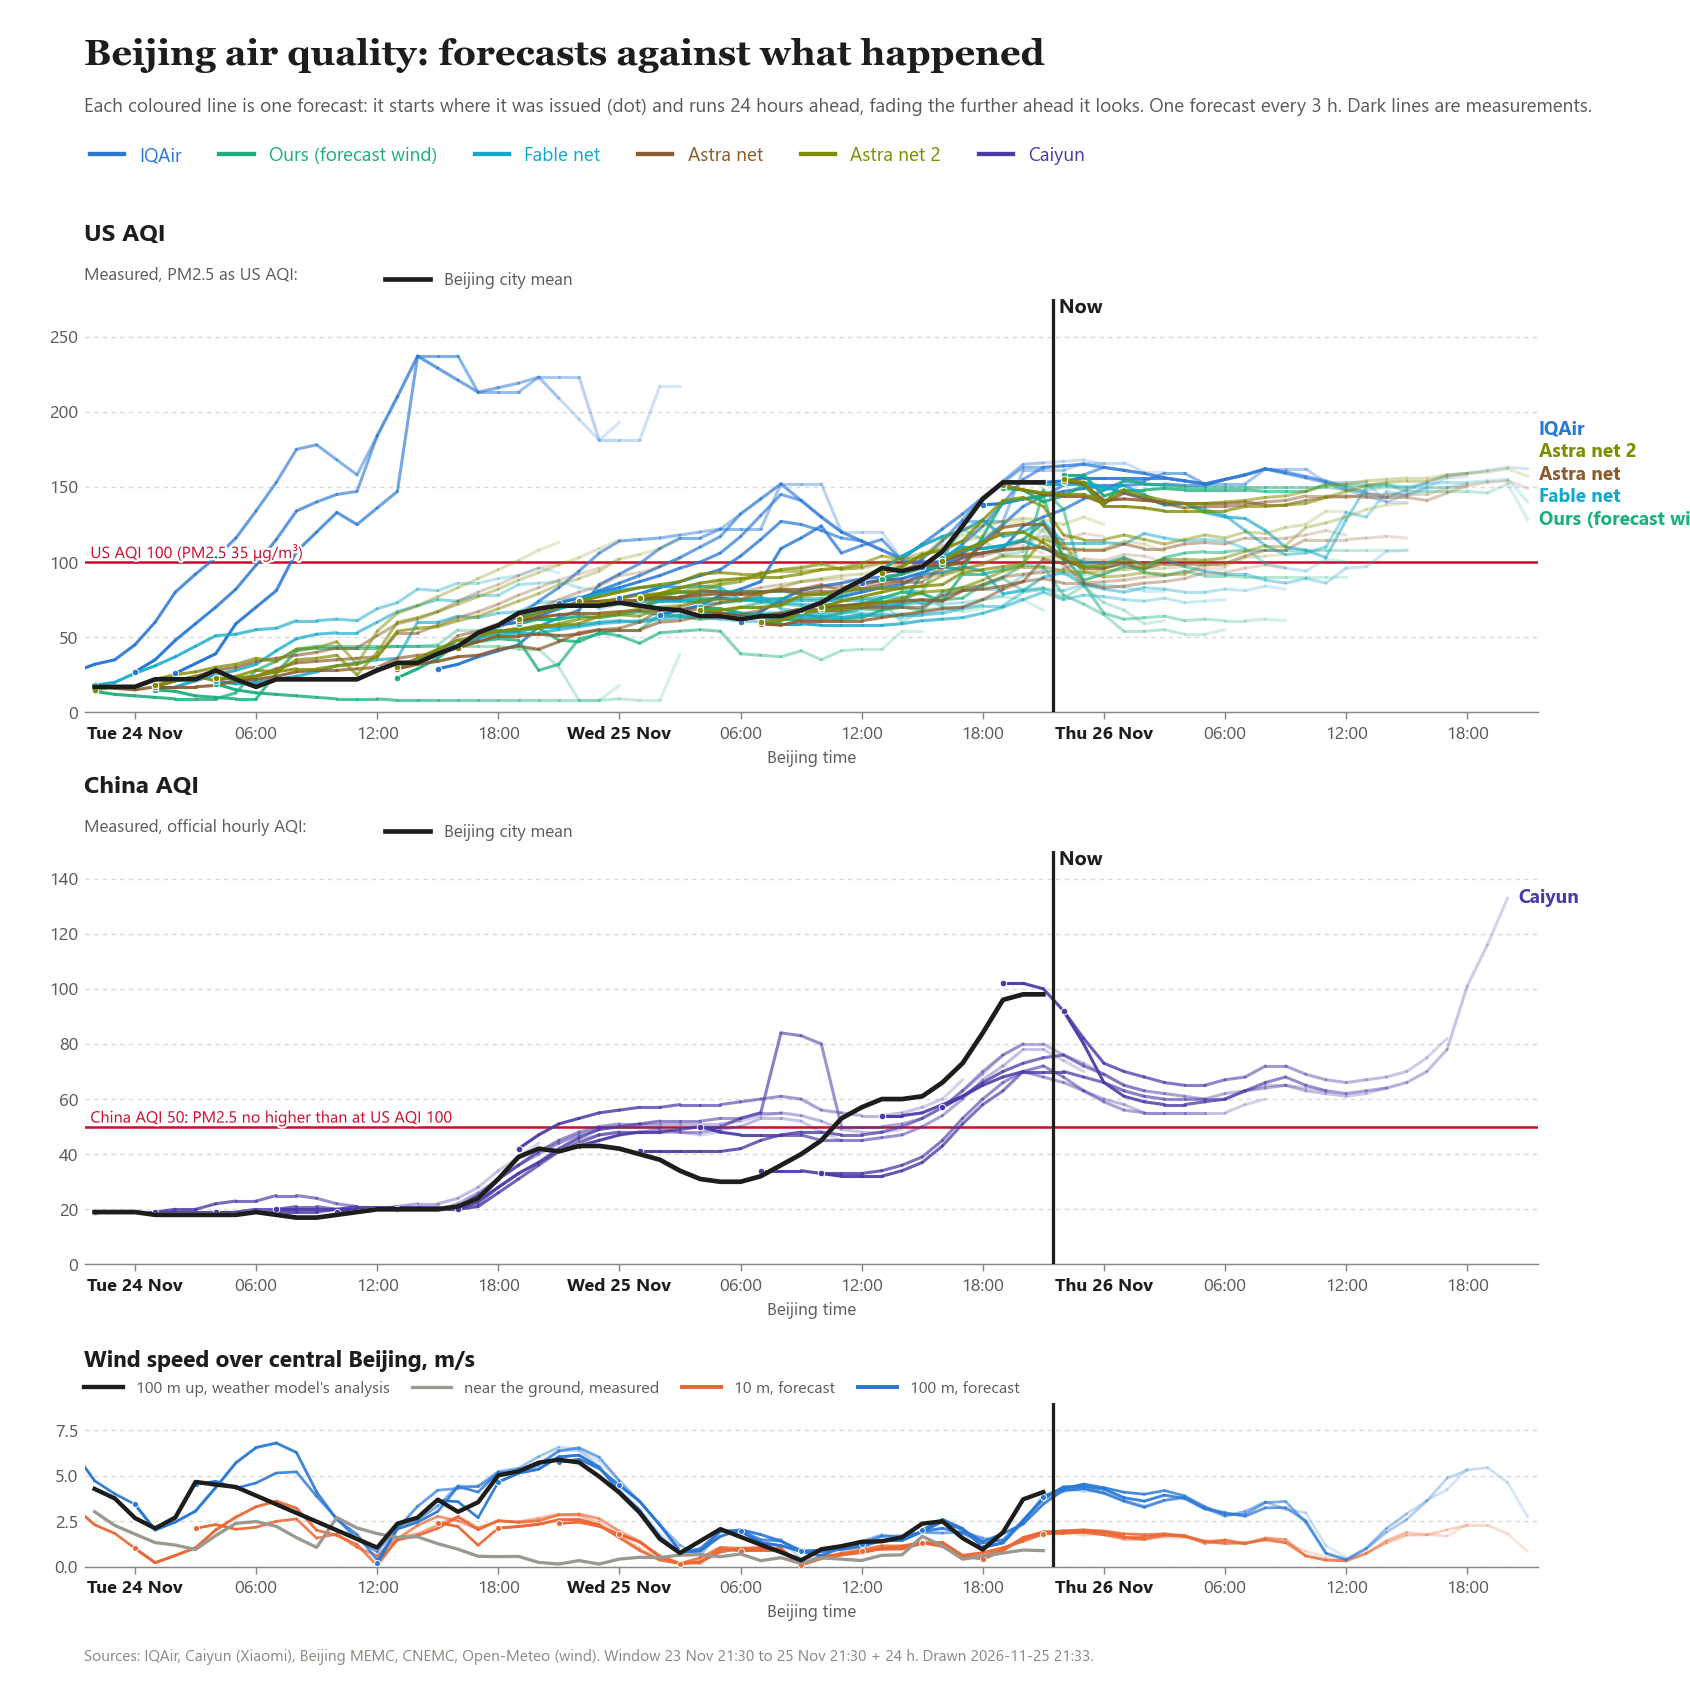 Beijing air quality: forecasts against what happened
Each coloured line is one forecast: it starts where it was issued (dot) and runs 24 hours ahead, fading the further ahead it looks. One forecast every 3 h. Dark lines are measurements.
IQAir Ours (forecast wind) Fable net Astra net Astra net 2 Caiyun
US AQI
Measured, PM2.5 as US AQI: Beijing city mean
Now
250
200
150
100
50
0
US AQI 100 (PM2.5 35 µg/m³)
IQAir
Astra net 2
Astra net
Fable net
Ours (forecast wi
Tue 24 Nov 06:00 12:00 18:00 Wed 25 Nov 06:00 12:00 18:00 Thu 26 Nov 06:00 12:00 18:00
Beijing time
China AQI
Measured, official hourly AQI: Beijing city mean
Now
140
120
100
80
60
40
20
0
Caiyun
China AQI 50: PM2.5 no higher than at US AQI 100
Tue 24 Nov 06:00 12:00 18:00 Wed 25 Nov 06:00 12:00 18:00 Thu 26 Nov 06:00 12:00 18:00
Beijing time
Wind speed over central Beijing, m/s
100 m up, weather model's analysis near the ground, measured 10 m, forecast 100 m, forecast
7.5
5.0
2.5
0.0
Tue 24 Nov 06:00 12:00 18:00 Wed 25 Nov 06:00 12:00 18:00 Thu 26 Nov 06:00 12:00 18:00
Beijing time
Sources: IQAir, Caiyun (Xiaomi), Beijing MEMC, CNEMC, Open-Meteo (wind). Window 23 Nov 21:30 to 25 Nov 21:30 + 24 h. Drawn 2026-11-25 21:33.